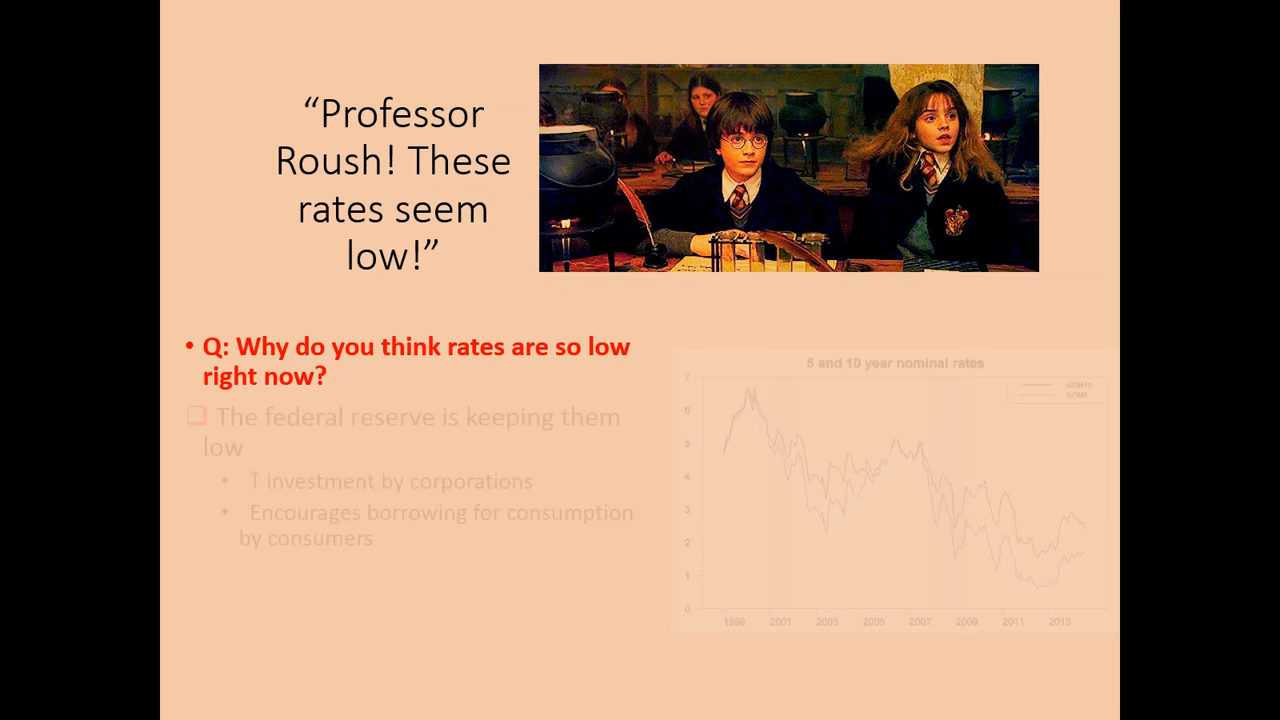 “Professor
Roush! These
rates seem
low!”
• Q: Why do you think rates are so low
right now?
❑ The federal reserve is keeping them
low
• ↑ investment by corporations
• Encourages borrowing for consumption
by consumers
5 and 10 year nominal rates
NOM10
NOM5
7
6
5
4
3
2
1
0
1999 2001 2003 2005 2007 2009 2011 2013